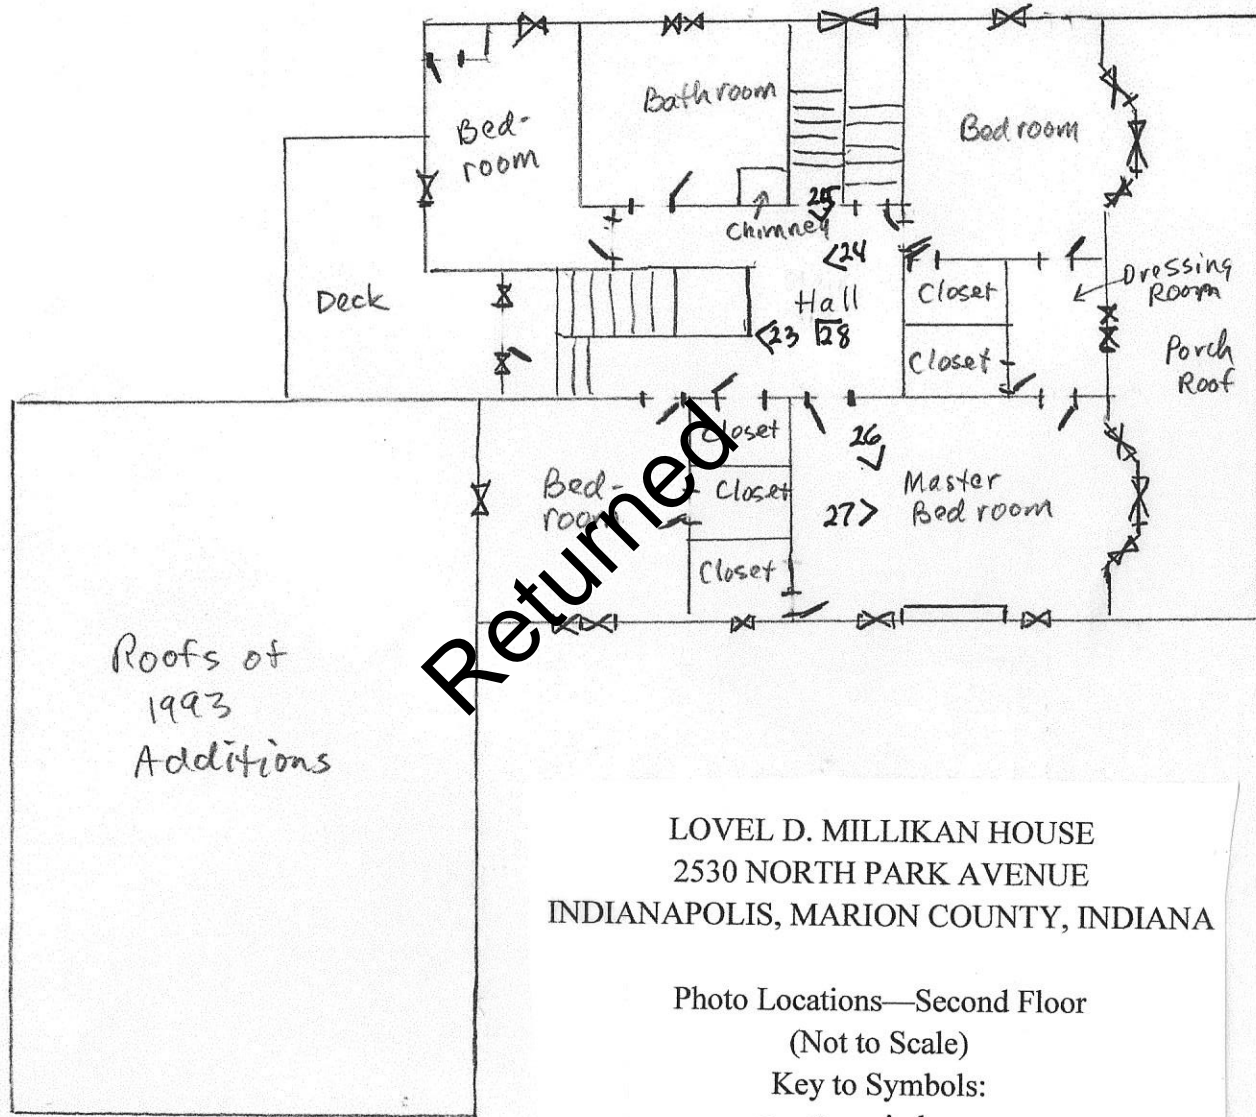 Bathroom
Bed-
room
Bedroom
Chimney
25
<24
Hall
<23
28
Closet
Closet
Dressing
Room
Porch
Roof
Deck
Closet
Closet
Closet
Bed-
room
26
27>
Master
Bedroom
Returned
Roofs of
1993
Additions
LOVEL D. MILLIKAN HOUSE
2530 NORTH PARK AVENUE
INDIANAPOLIS, MARION COUNTY, INDIANA
Photo Locations—Second Floor
(Not to Scale)
Key to Symbols: